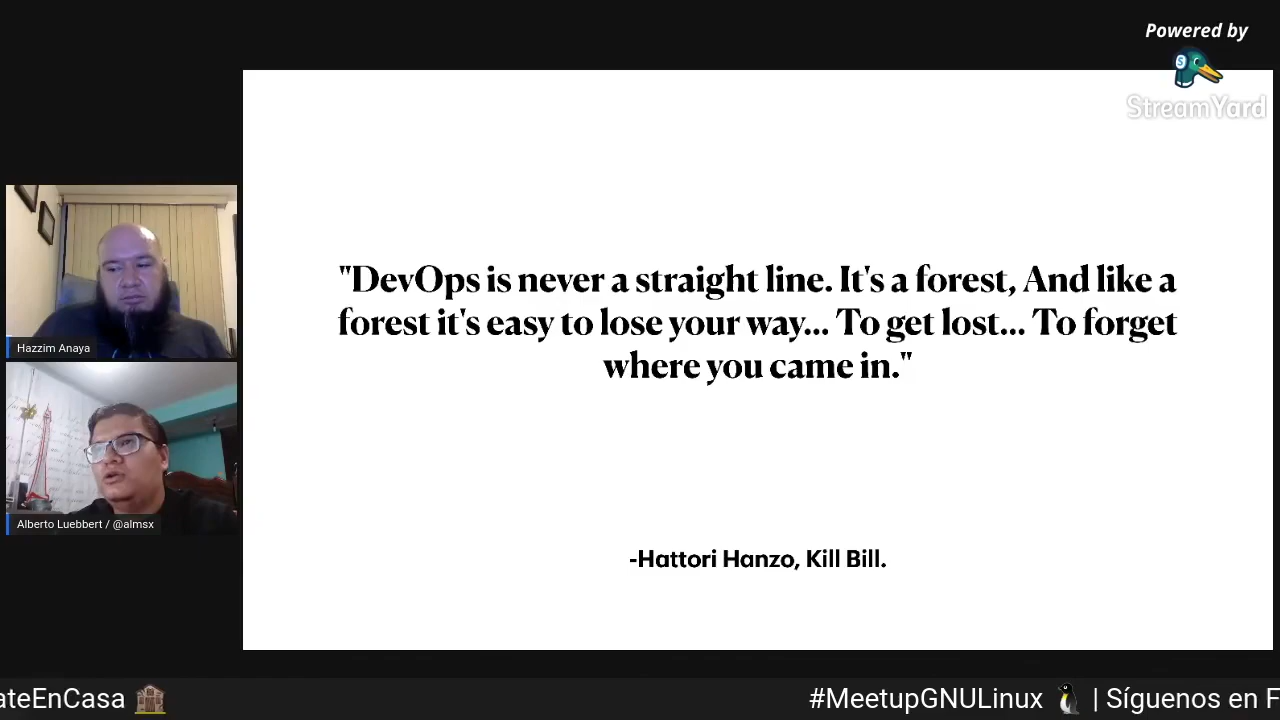 Powered by
StreamYard
"DevOps is never a straight line. It's a forest, And like a
forest it's easy to lose your way... To get lost... To forget
where you came in."
-Hattori Hanzo, Kill Bill.
Hazzim Anaya
Alberto Luebbert / @almsx
ateEnCasa 🏚️ #MeetupGNULinux 🐧 | Síguenos en F